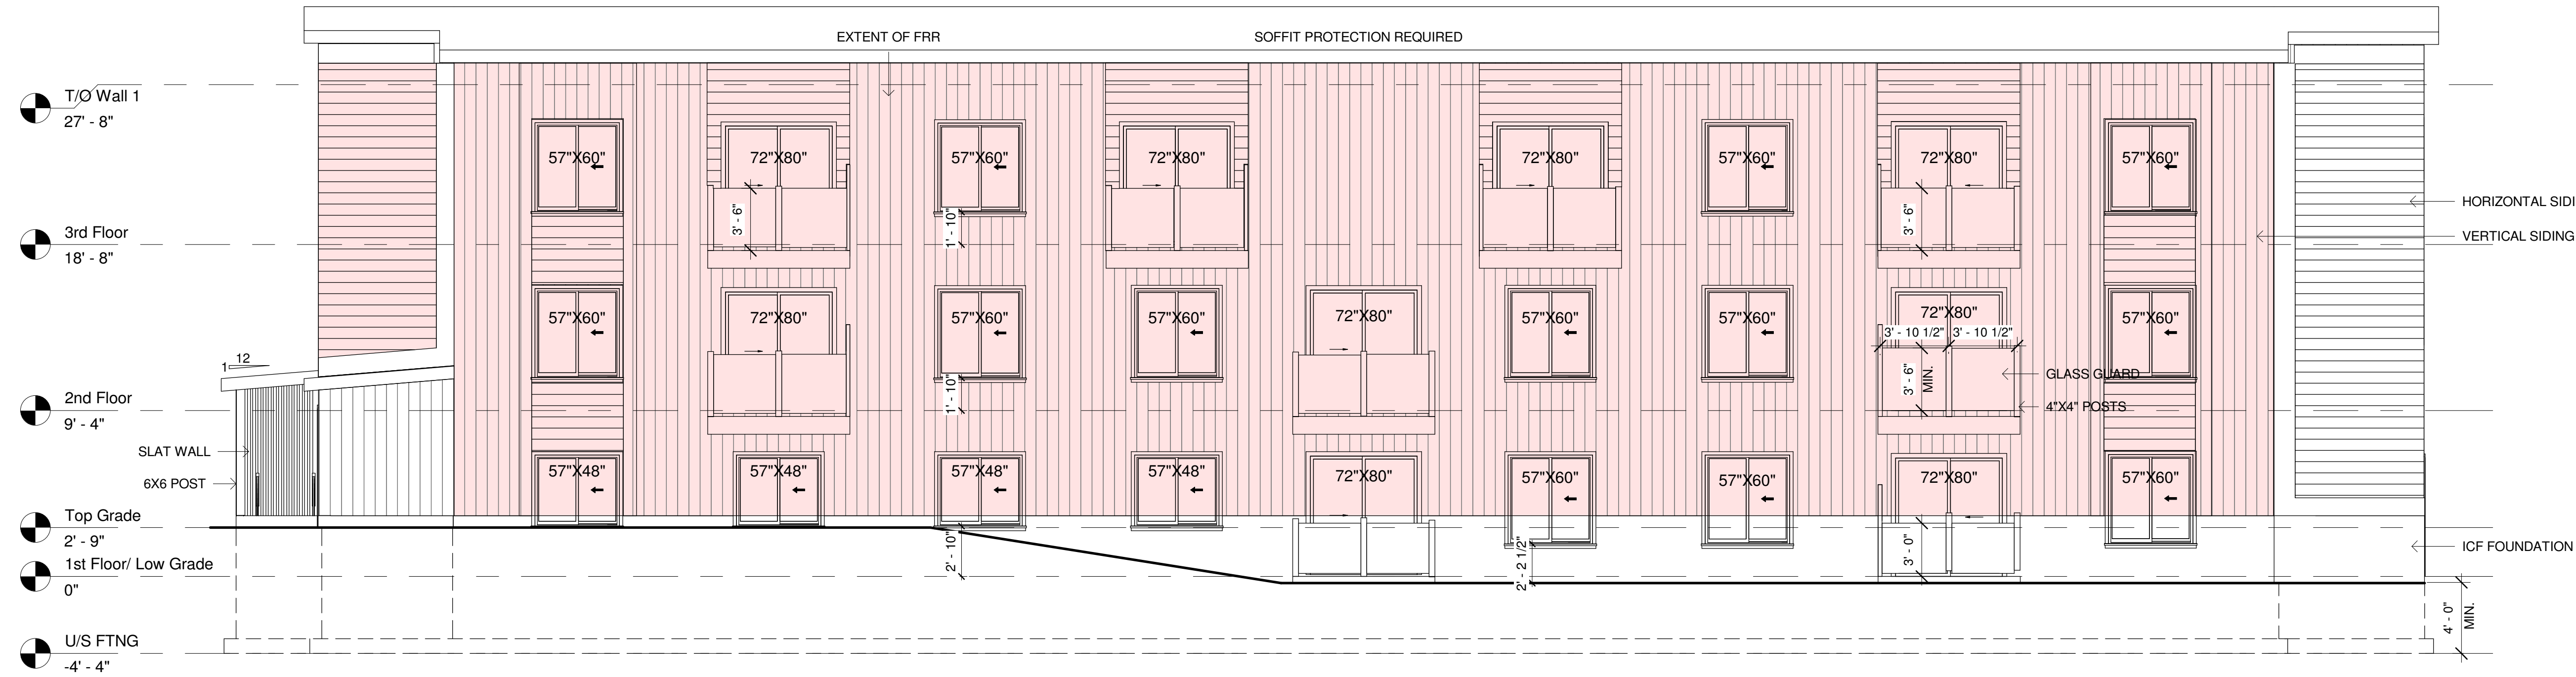 EXTENT OF FRR
SOFFIT PROTECTION REQUIRED
T/O Wall 1
27' - 8"
57"X60"
72"X80"
57"X60"
72"X80"
72"X80"
57"X60"
72"X80"
57"X60"
HORIZONTAL SIDI
3' - 6"
1' - 10"
3' - 6"
3rd Floor
18' - 8"
VERTICAL SIDING
57"X60"
72"X80"
57"X60"
57"X60"
72"X80"
57"X60"
57"X60"
72"X80"
57"X60"
3' - 10 1/2"
3' - 10 1/2"
12
1
3' - 6"
MIN.
GLASS GUARD
1' - 10"
2nd Floor
9' - 4"
4"X4" POSTS
SLAT WALL
6X6 POST
57"X48"
57"X48"
57"X48"
57"X48"
72"X80"
57"X60"
57"X60"
72"X80"
57"X60"
Top Grade
2' - 9"
2' - 10"
2' - 2 1/2"
3' - 0"
ICF FOUNDATION
1st Floor/ Low Grade
0"
4' - 0"
MIN.
U/S FTNG
-4' - 4"